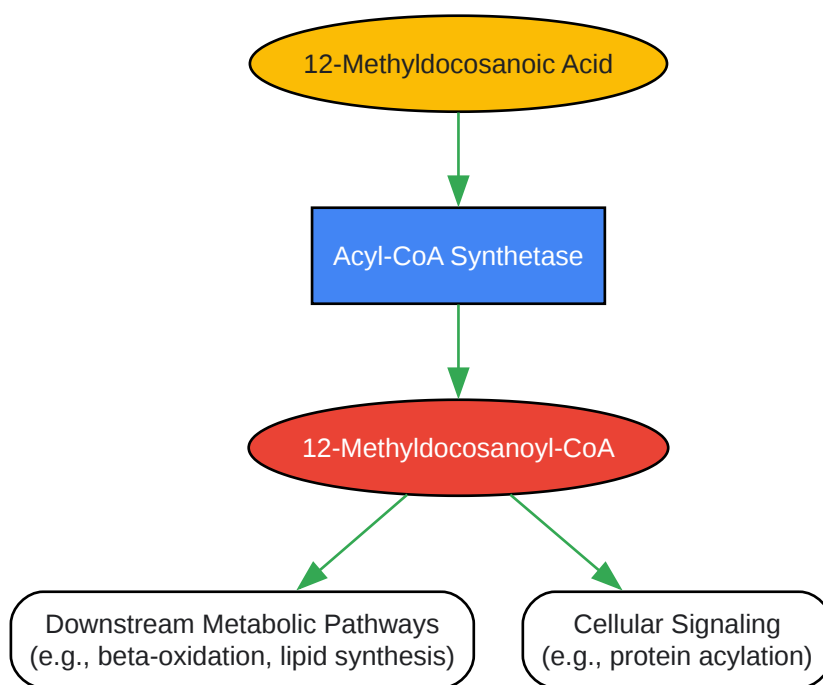 12-Methyldocosanoic Acid
Acyl-CoA Synthetase
12-Methyldocosanoyl-CoA
Downstream Metabolic Pathways
(e.g., beta-oxidation, lipid synthesis)
Cellular Signaling
(e.g., protein acylation)